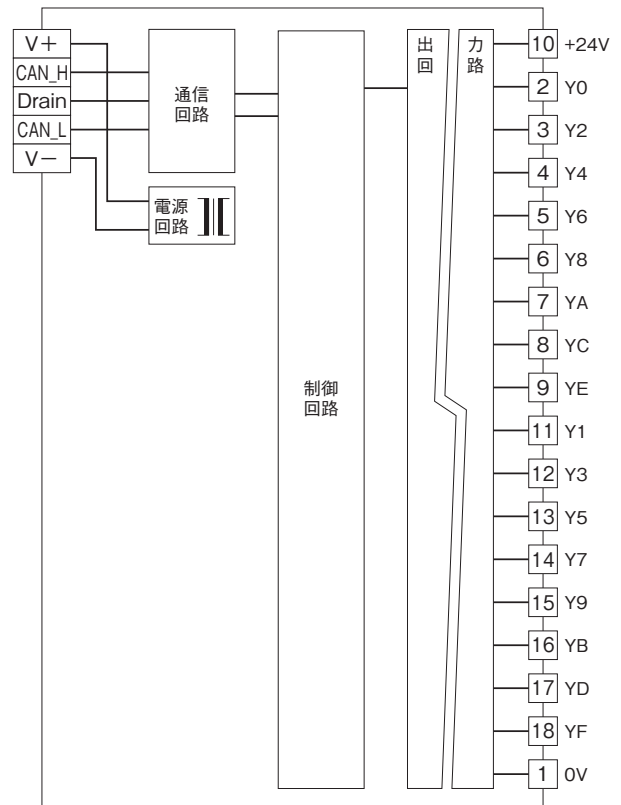 V+
CAN_H
Drain
CAN_L
V−
通信
回路
電源
回路
制御
回路
出力
回路
10 +24V
2 Y0
3 Y2
4 Y4
5 Y6
6 Y8
7 YA
8 YC
9 YE
11 Y1
12 Y3
13 Y5
14 Y7
15 Y9
16 YB
17 YD
18 YF
1 0V